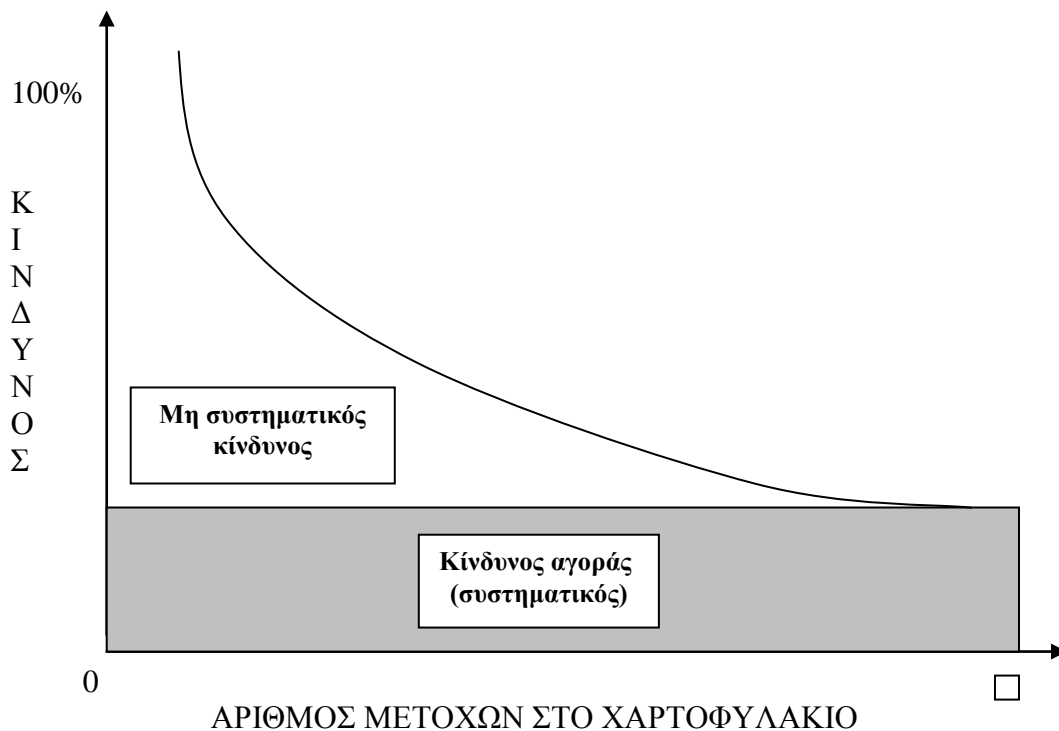 100%
Κ
Ι
Ν
Δ
Υ
Ν
Ο
Σ
Μη συστηματικός
κίνδυνος
Κίνδυνος αγοράς
(συστηματικός)
0
ΑΡΙΘΜΟΣ ΜΕΤΟΧΩΝ ΣΤΟ ΧΑΡΤΟΦΥΛΑΚΙΟ